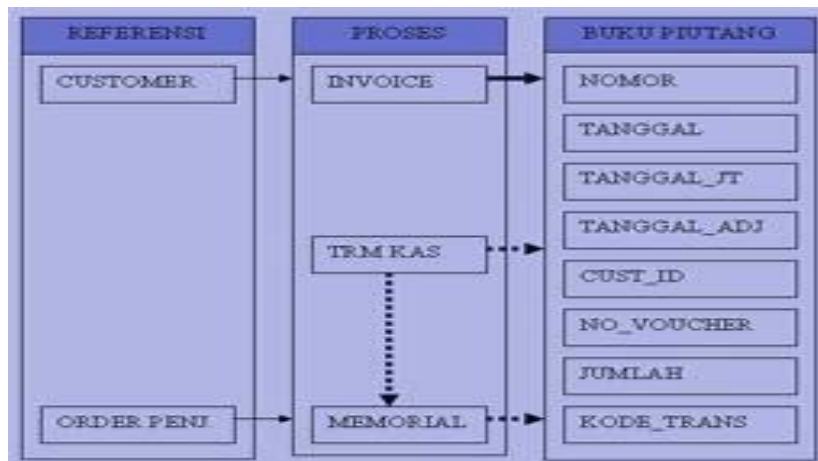 REFERENSI
PROSES
BUKU PIUTANG
CUSTOMER
INVOICE
NOMOR
TANGGAL
TANGGAL_JT
TRM KAS
TANGGAL_ADJ
CUST_ID
NO_VOUCHER
JUMLAH
ORDER PENJ.
MEMORIAL
KODE_TRANS